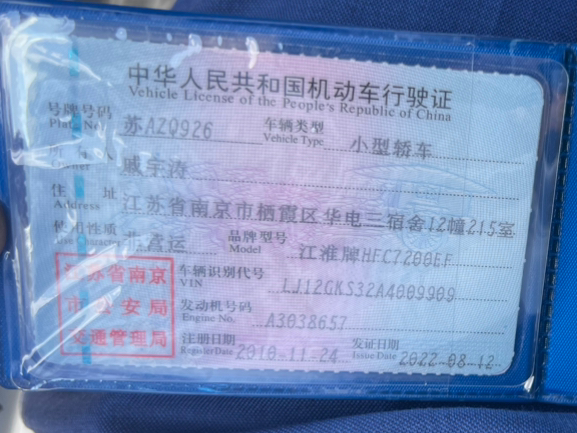 中华人民共和国机动车行驶证
Vehicle License of the People's Republic of China
号牌号码 苏AZQ926 车辆类型 小型轿车
Plate No. Vehicle Type
人 戚宇涛
Owner
住 址 江苏省南京市栖霞区华电三宿舍12幢215室
Address
使用性质 非营运 品牌型号 江淮牌HFC7200EF
Use Character Model
江苏省南京
市公安局
交通管理局
车辆识别代号 LJ12GKS32A4009909
VIN
发动机号码 A3038657
Engine No.
注册日期 2010-11-24 发证日期 2022-08-12
Register Date Issue Date